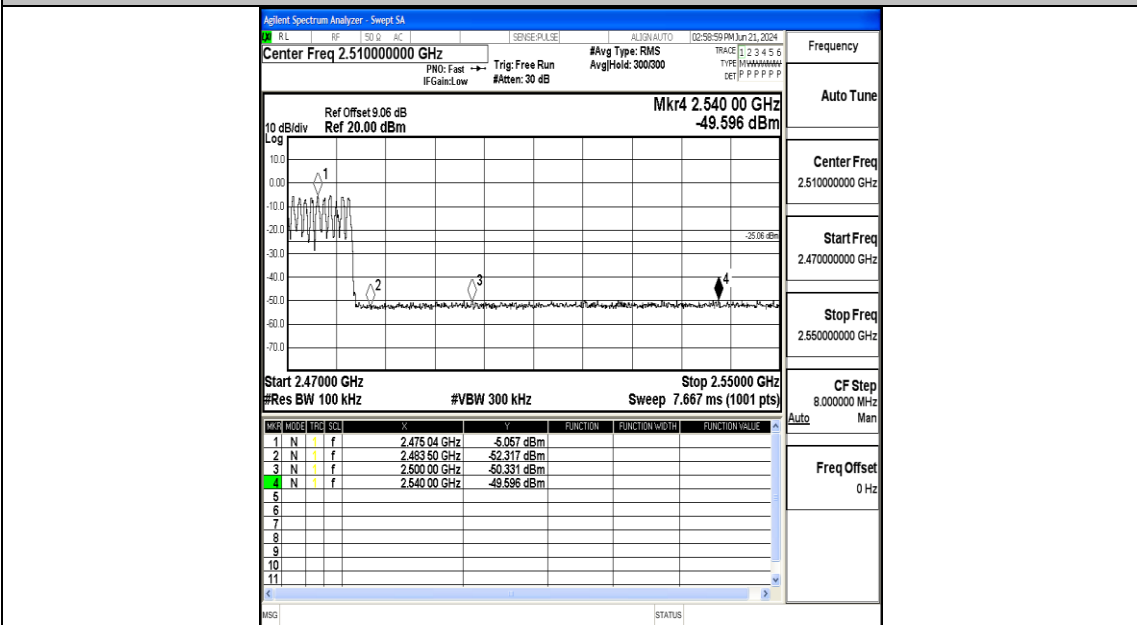 Agilent Spectrum Analyzer - Swept SA
RL RF 50 Ω AC SENSE:PULSE ALIGN AUTO 02:58:59 PM Jun 21, 2024
Center Freq 2.510000000 GHz
PNO: Fast
IFGain:Low
Trig: Free Run
#Atten: 30 dB
#Avg Type: RMS
Avg|Hold: 300/300
TRACE 1 2 3 4 5 6
TYPE
DET P P P P P P
Mkr4 2.540 00 GHz
-49.596 dBm
Ref Offset 9.06 dB
10 dB/div Ref 20.00 dBm
Log
10.0
0.00
-10.0
-20.0
-30.0
-40.0
-50.0
-60.0
-70.0
1
2
3
4
-25.06 dBm
Start 2.47000 GHz Stop 2.55000 GHz
#Res BW 100 kHz #VBW 300 kHz Sweep 7.667 ms (1001 pts)
MKR MODE TRC SCL X Y FUNCTION FUNCTION WIDTH FUNCTION VALUE
1 N 1 f 2.475 04 GHz -5.057 dBm
2 N 1 f 2.483 50 GHz -52.317 dBm
3 N 1 f 2.500 00 GHz -50.331 dBm
4 N 1 f 2.540 00 GHz -49.596 dBm
5
6
7
8
9
10
11
MSG STATUS
Frequency
Auto Tune
Center Freq
2.510000000 GHz
Start Freq
2.470000000 GHz
Stop Freq
2.550000000 GHz
CF Step
8.000000 MHz
Auto Man
Freq Offset
0 Hz